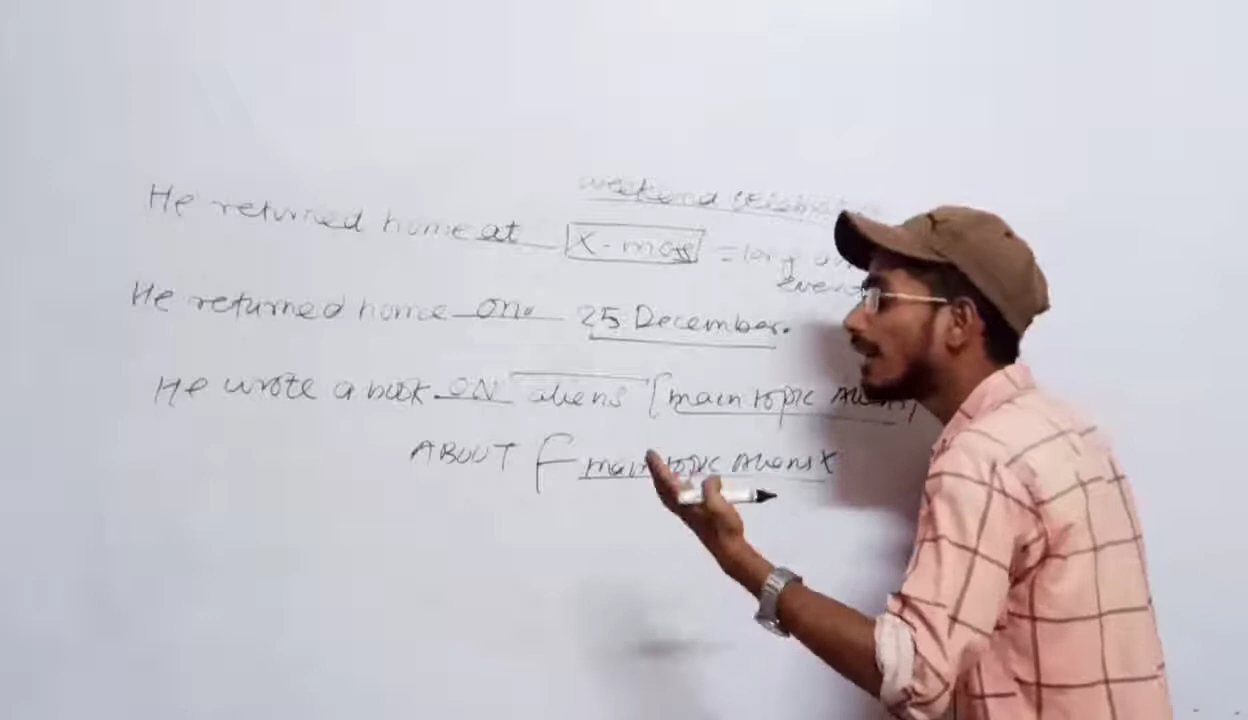 weekend
He returned home at X-mas = long
event
He returned home on 25 December.
He wrote a book ON aliens [main topic Aliens]
ABOUT [main topic Aliens X